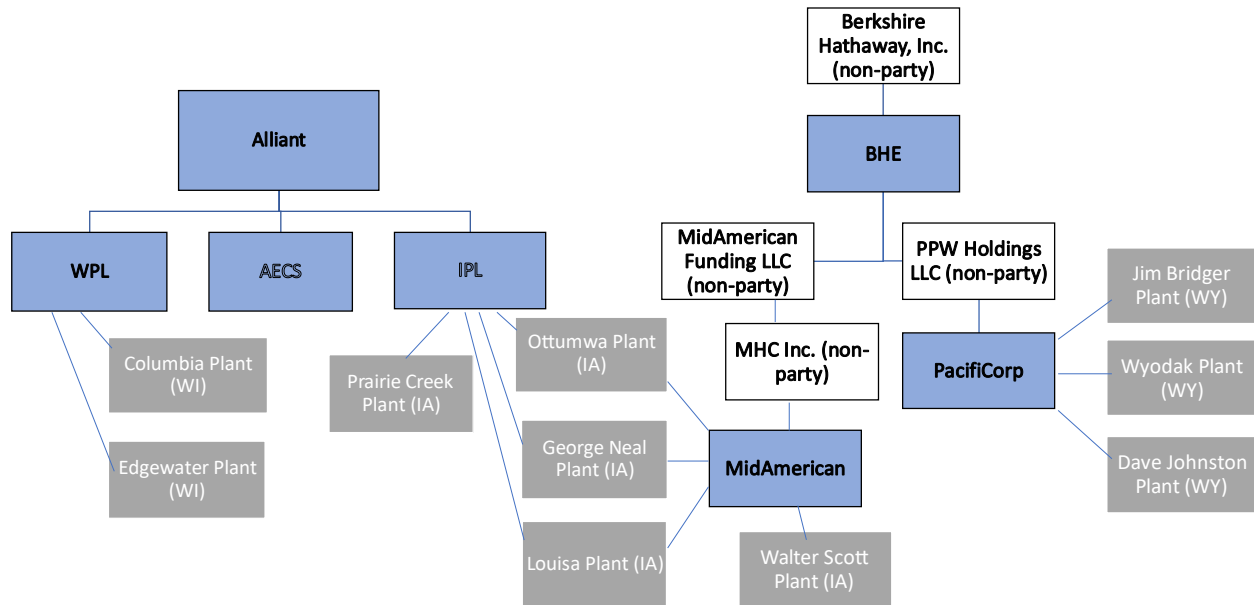 Berkshire
Hathaway, Inc.
(non-party)
Alliant
BHE
WPL
AECS
IPL
MidAmerican
Funding LLC
(non-party)
PPW Holdings
LLC (non-party)
Jim Bridger
Plant (WY)
Columbia Plant
(WI)
Prairie Creek
Plant (IA)
Ottumwa Plant
(IA)
MHC Inc. (non-
party)
PacifiCorp
Wyodak Plant
(WY)
Edgewater Plant
(WI)
George Neal
Plant (IA)
MidAmerican
Dave Johnston
Plant (WY)
Louisa Plant (IA)
Walter Scott
Plant (IA)